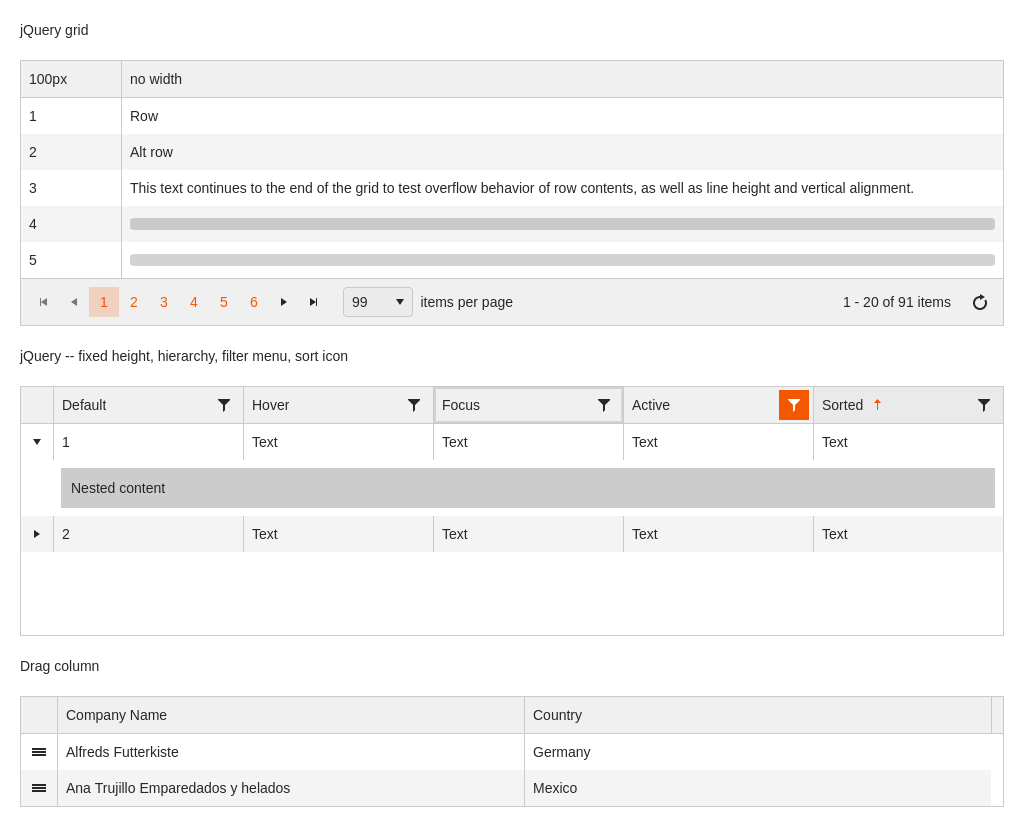 jQuery grid
100px no width
1 Row
2 Alt row
3 This text continues to the end of the grid to test overflow behavior of row contents, as well as line height and vertical alignment.
4
5
1 2 3 4 5 6 99 items per page 1 - 20 of 91 items
jQuery -- fixed height, hierarchy, filter menu, sort icon
Default Hover Focus Active Sorted
1 Text Text Text Text
Nested content
2 Text Text Text Text
Drag column
Company Name Country
Alfreds Futterkiste Germany
Ana Trujillo Emparedados y helados Mexico